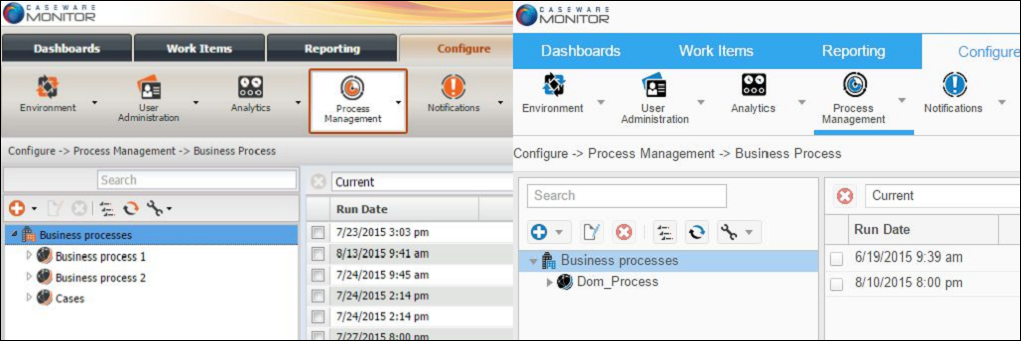 CASEWARE
MONITOR
Dashboards Work Items Reporting Configure
Environment User Administration Analytics Process Management Notifications
Configure -> Process Management -> Business Process
Search
Current
Run Date
Business processes
Business process 1
Business process 2
Cases
7/23/2015 3:03 pm
8/13/2015 9:41 am
7/24/2015 9:45 am
7/24/2015 2:14 pm
7/24/2015 2:14 pm
7/27/2015 8:00 pm
CASEWARE
MONITOR
Dashboards Work Items Reporting Configure
Environment User Administration Analytics Process Management Notifications
Configure -> Process Management -> Business Process
Search
Current
Run Date
Business processes
Dom_Process
6/19/2015 9:39 am
8/10/2015 8:00 pm